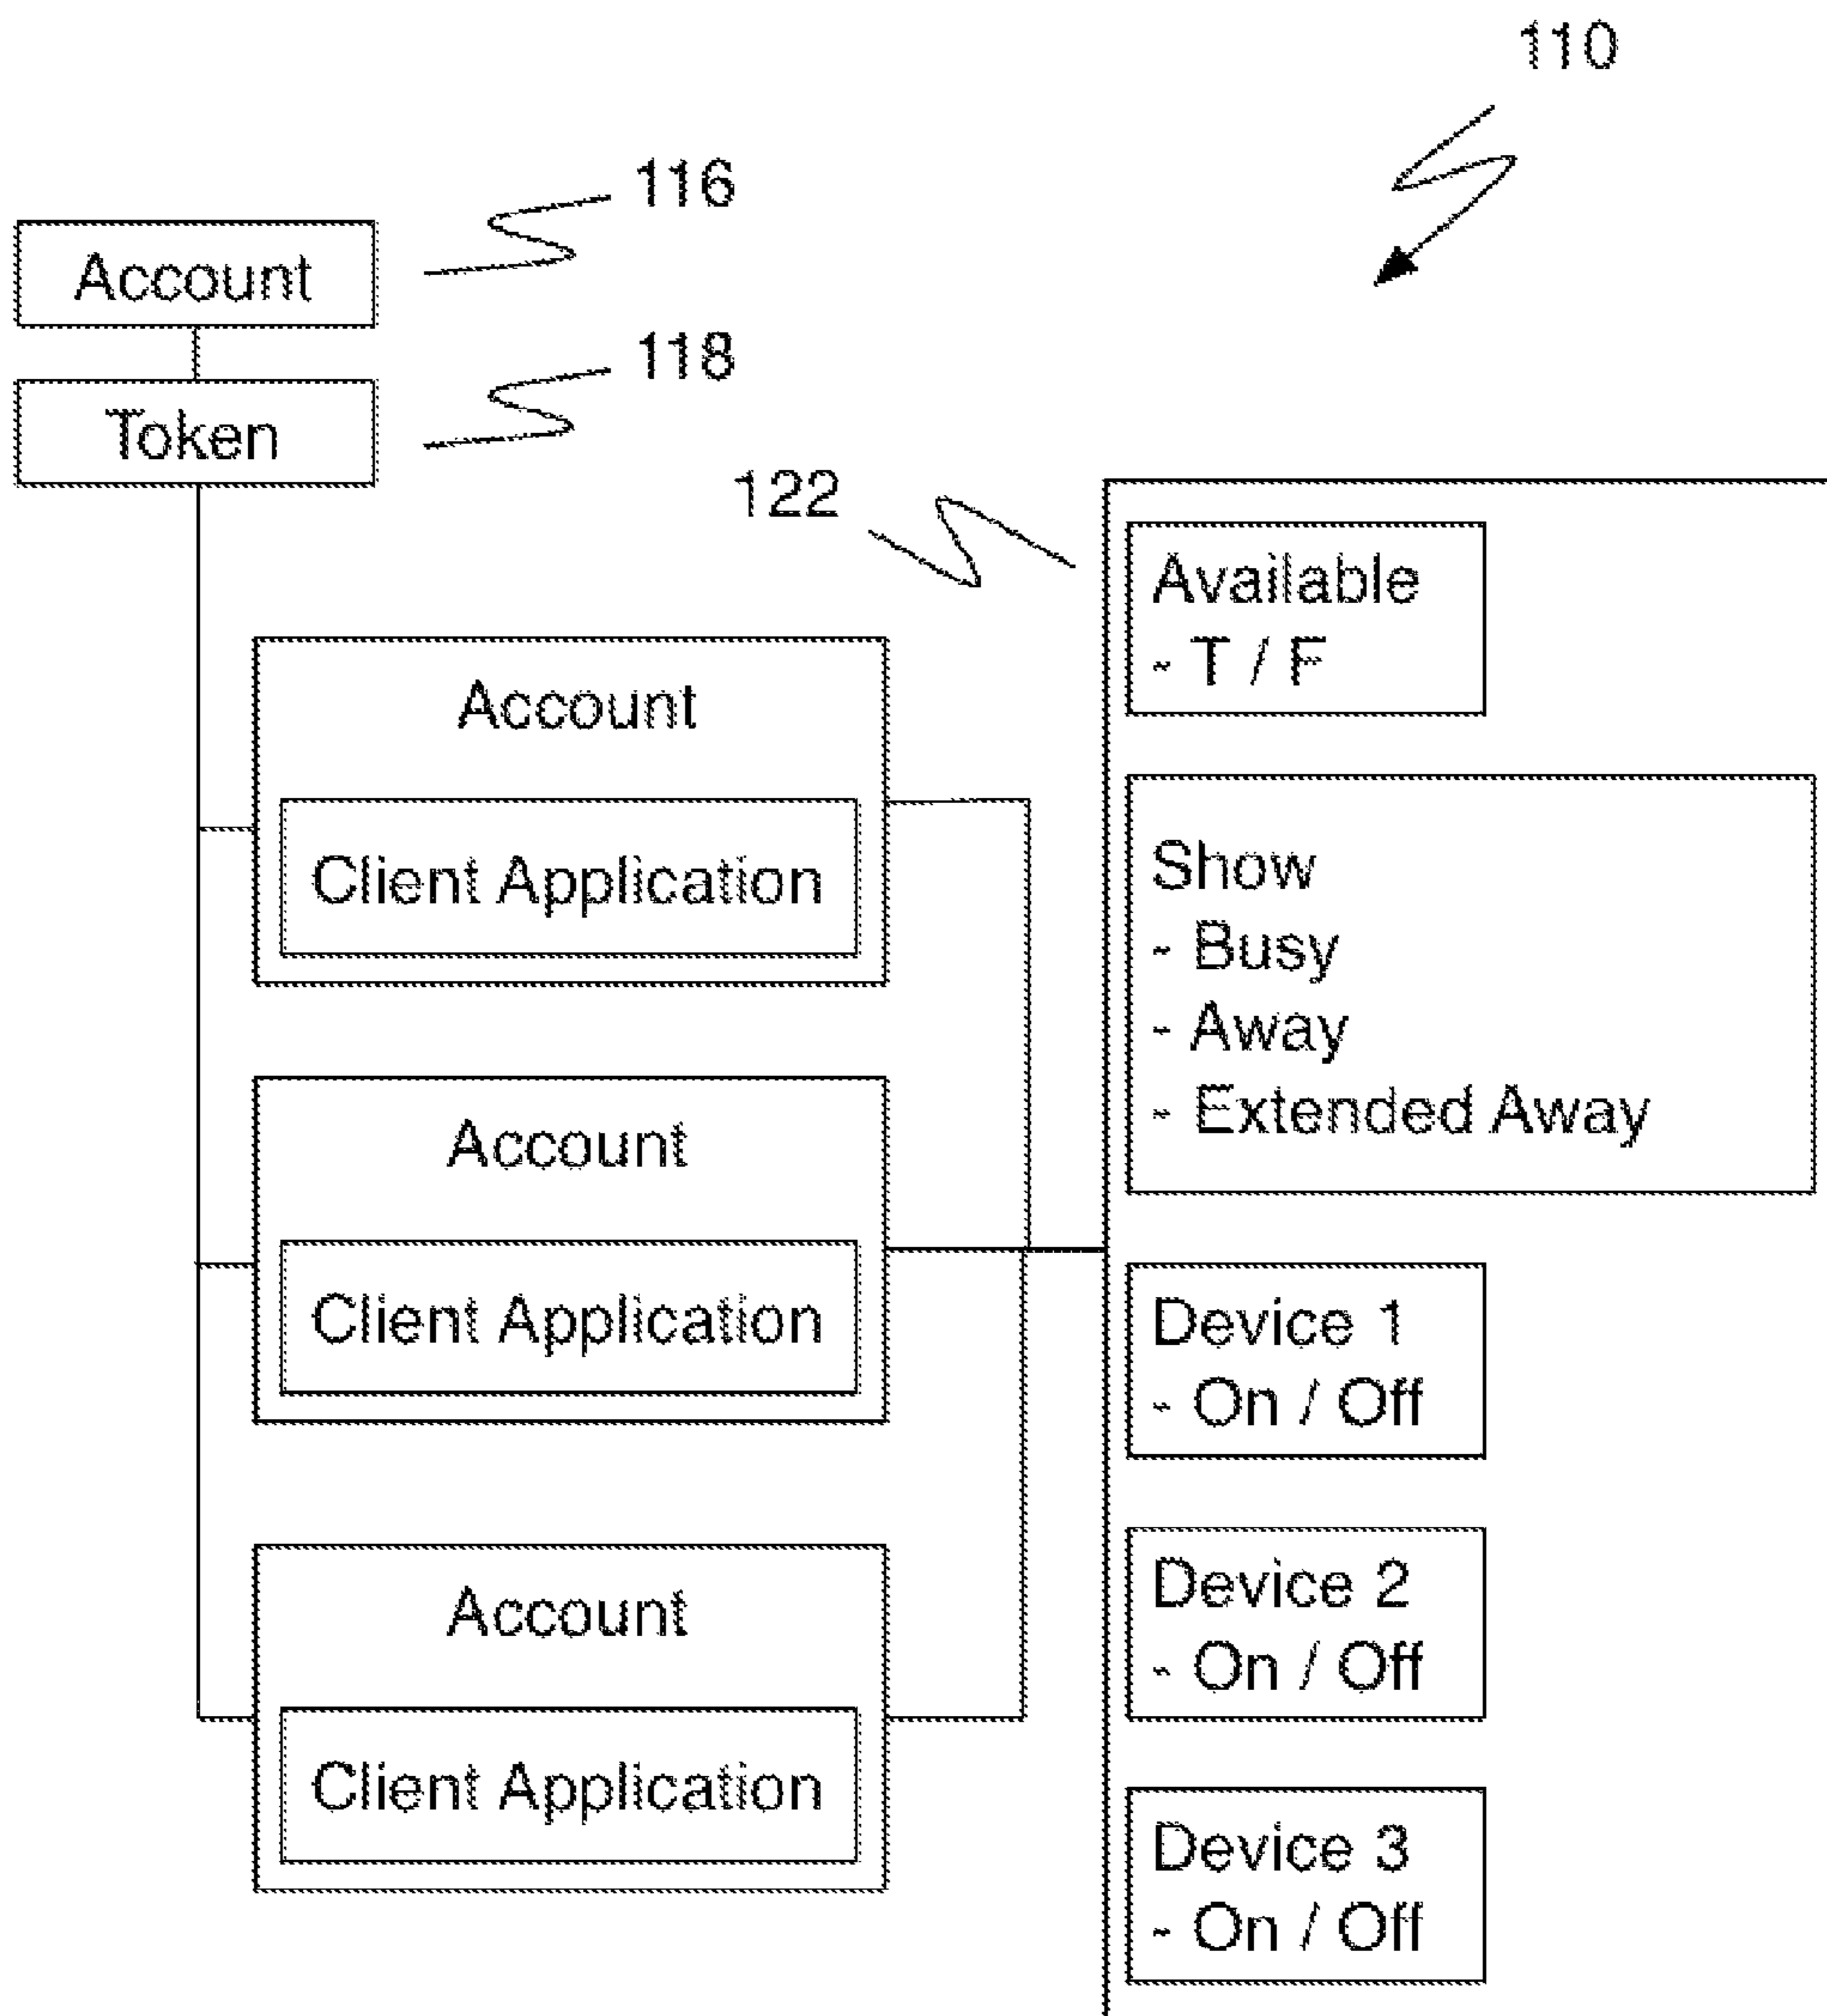 110
116
Account
118
Token
122
Available
- T / F
Account
Client Application
Show
- Busy
- Away
- Extended Away
Account
Client Application
Device 1
- On / Off
Account
Client Application
Device 2
- On / Off
Device 3
- On / Off